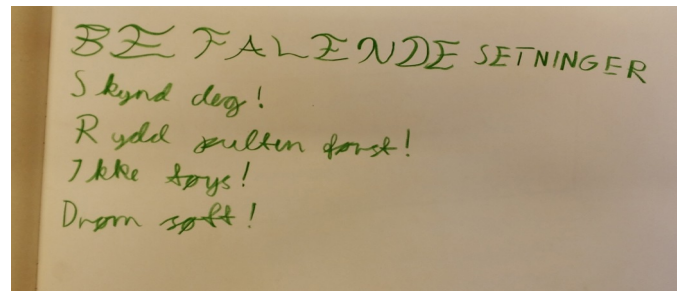 BEFALENDE SETNINGER
Skynd deg!
Rydd pulten først!
Ikke tøys!
Drøm søtt!